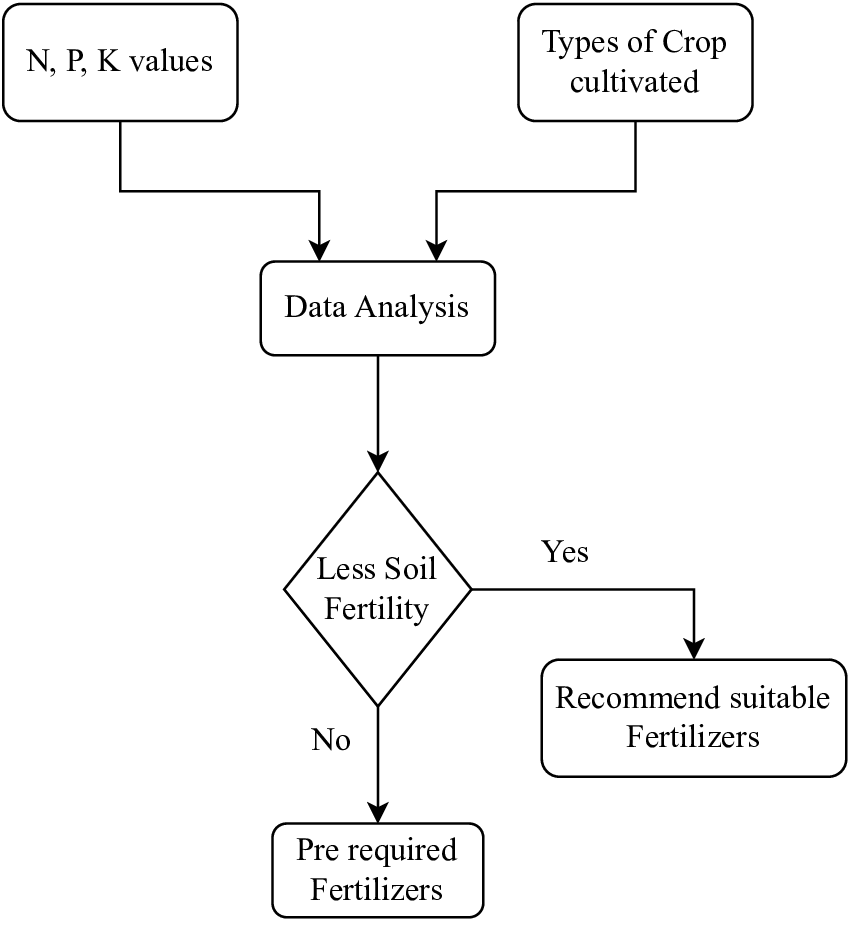 N, P, K values
Types of Crop
cultivated
Data Analysis
Less Soil
Fertility
Yes
Recommend suitable
Fertilizers
No
Pre required
Fertilizers